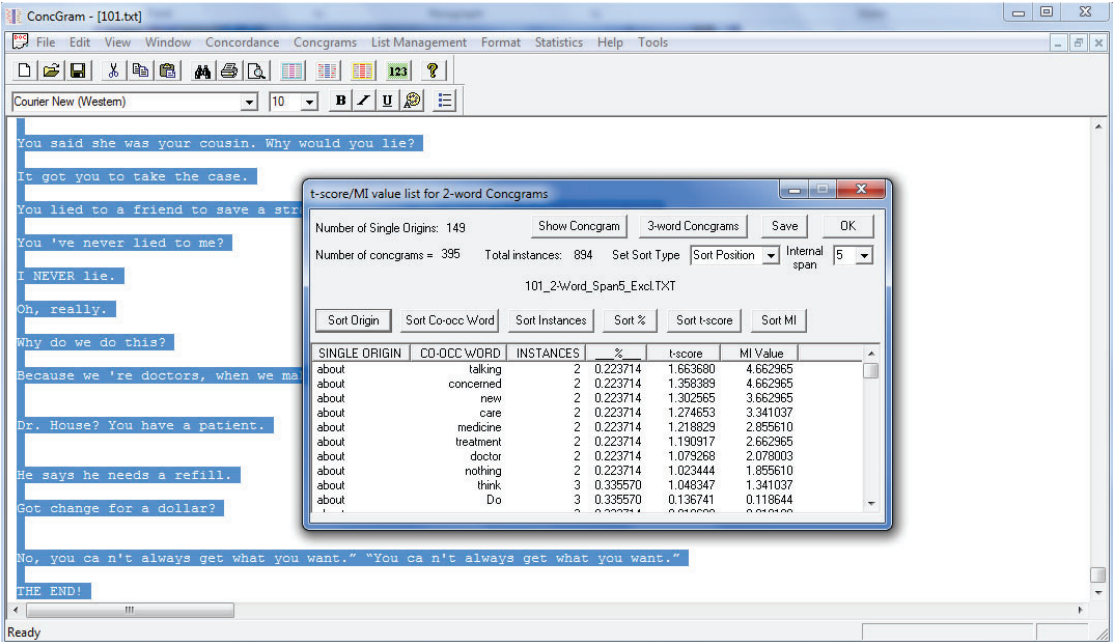 ConcGram - [101.txt]
File Edit View Window Concordance Concgrams List Management Format Statistics Help Tools
123 ?
Courier New (Western) 10 B I U
You said she was your cousin. Why would you lie?
It got you to take the case.
You lied to a friend to save a str
You 've never lied to me?
I NEVER lie.
Oh, really.
Why do we do this?
Because we 're doctors, when we ma
Dr. House? You have a patient.
He says he needs a refill.
Got change for a dollar?
No, you ca n't always get what you want.” “You ca n't always get what you want.”
THE END!
Ready
t-score/MI value list for 2-word Concgrams
Number of Single Origins: 149 Show Concgram 3-word Concgrams Save OK
Number of concgrams = 395 Total instances: 894 Set Sort Type Sort Position Internal span 5
101_2-Word_Span5_Excl.TXT
Sort Origin Sort Co-occ Word Sort Instances Sort % Sort t-score Sort MI
SINGLE ORIGIN CO-OCC WORD INSTANCES % t-score MI Value
about talking 2 0.223714 1.663680 4.662965
about concerned 2 0.223714 1.358389 4.662965
about new 2 0.223714 1.302565 3.662965
about care 2 0.223714 1.274653 3.341037
about medicine 2 0.223714 1.218829 2.855610
about treatment 2 0.223714 1.190917 2.662965
about doctor 2 0.223714 1.079268 2.078003
about nothing 2 0.223714 1.023444 1.855610
about think 3 0.335570 1.048347 1.341037
about Do 3 0.335570 0.136741 0.118644